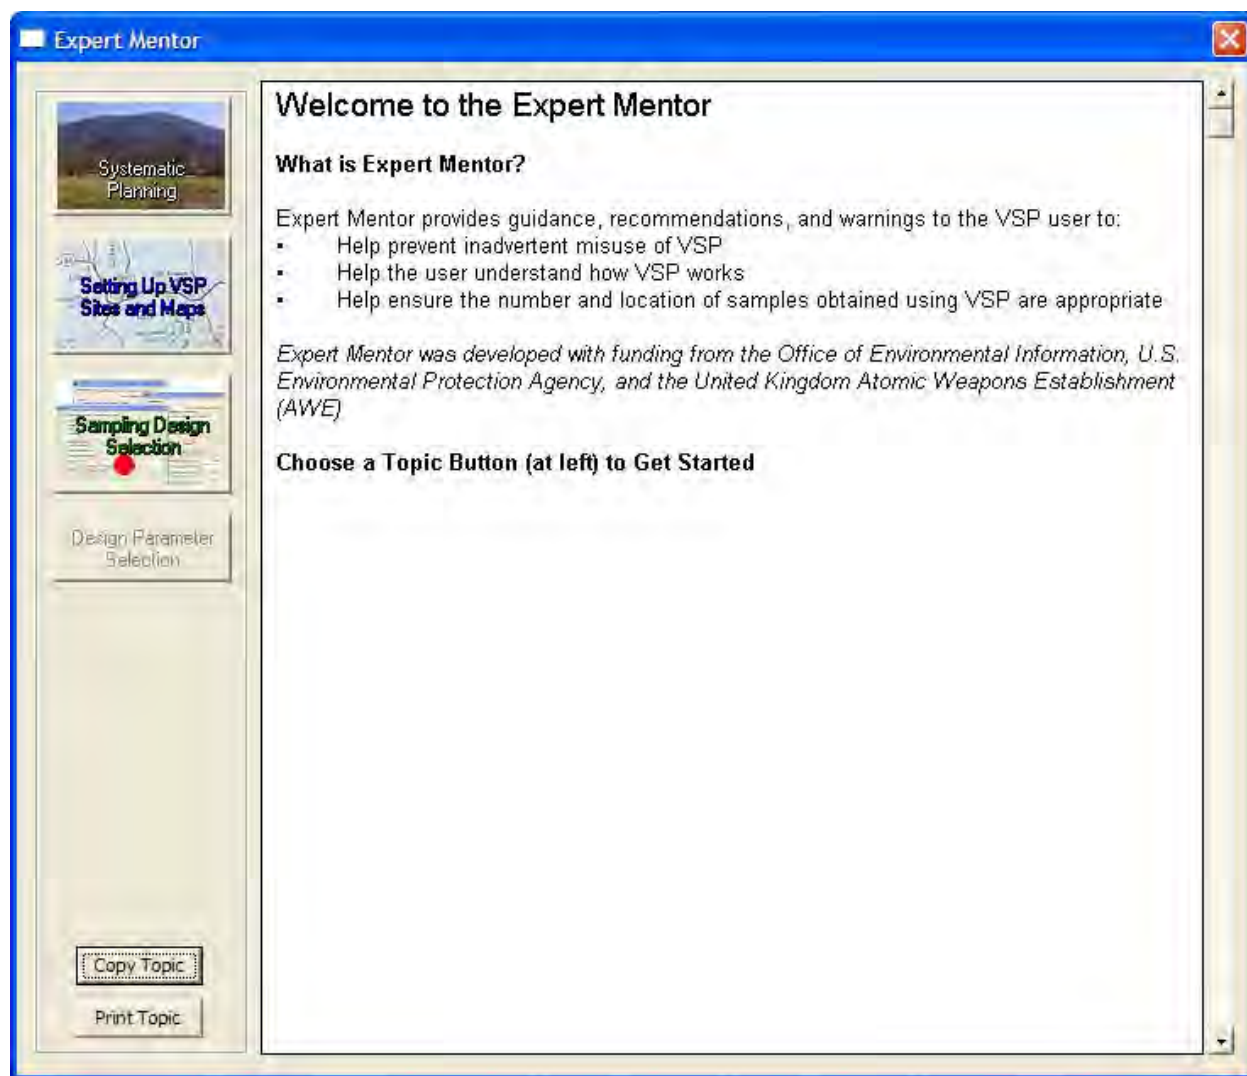 Expert Mentor
Systematic
Planning
Setting Up VSP
Sites and Maps
Sampling Design
Selection
Design Parameter
Selection
Copy Topic
Print Topic
Welcome to the Expert Mentor
What is Expert Mentor?
Expert Mentor provides guidance, recommendations, and warnings to the VSP user to:
▪ Help prevent inadvertent misuse of VSP
▪ Help the user understand how VSP works
▪ Help ensure the number and location of samples obtained using VSP are appropriate
Expert Mentor was developed with funding from the Office of Environmental Information, U.S.
Environmental Protection Agency, and the United Kingdom Atomic Weapons Establishment
(AWE)
Choose a Topic Button (at left) to Get Started